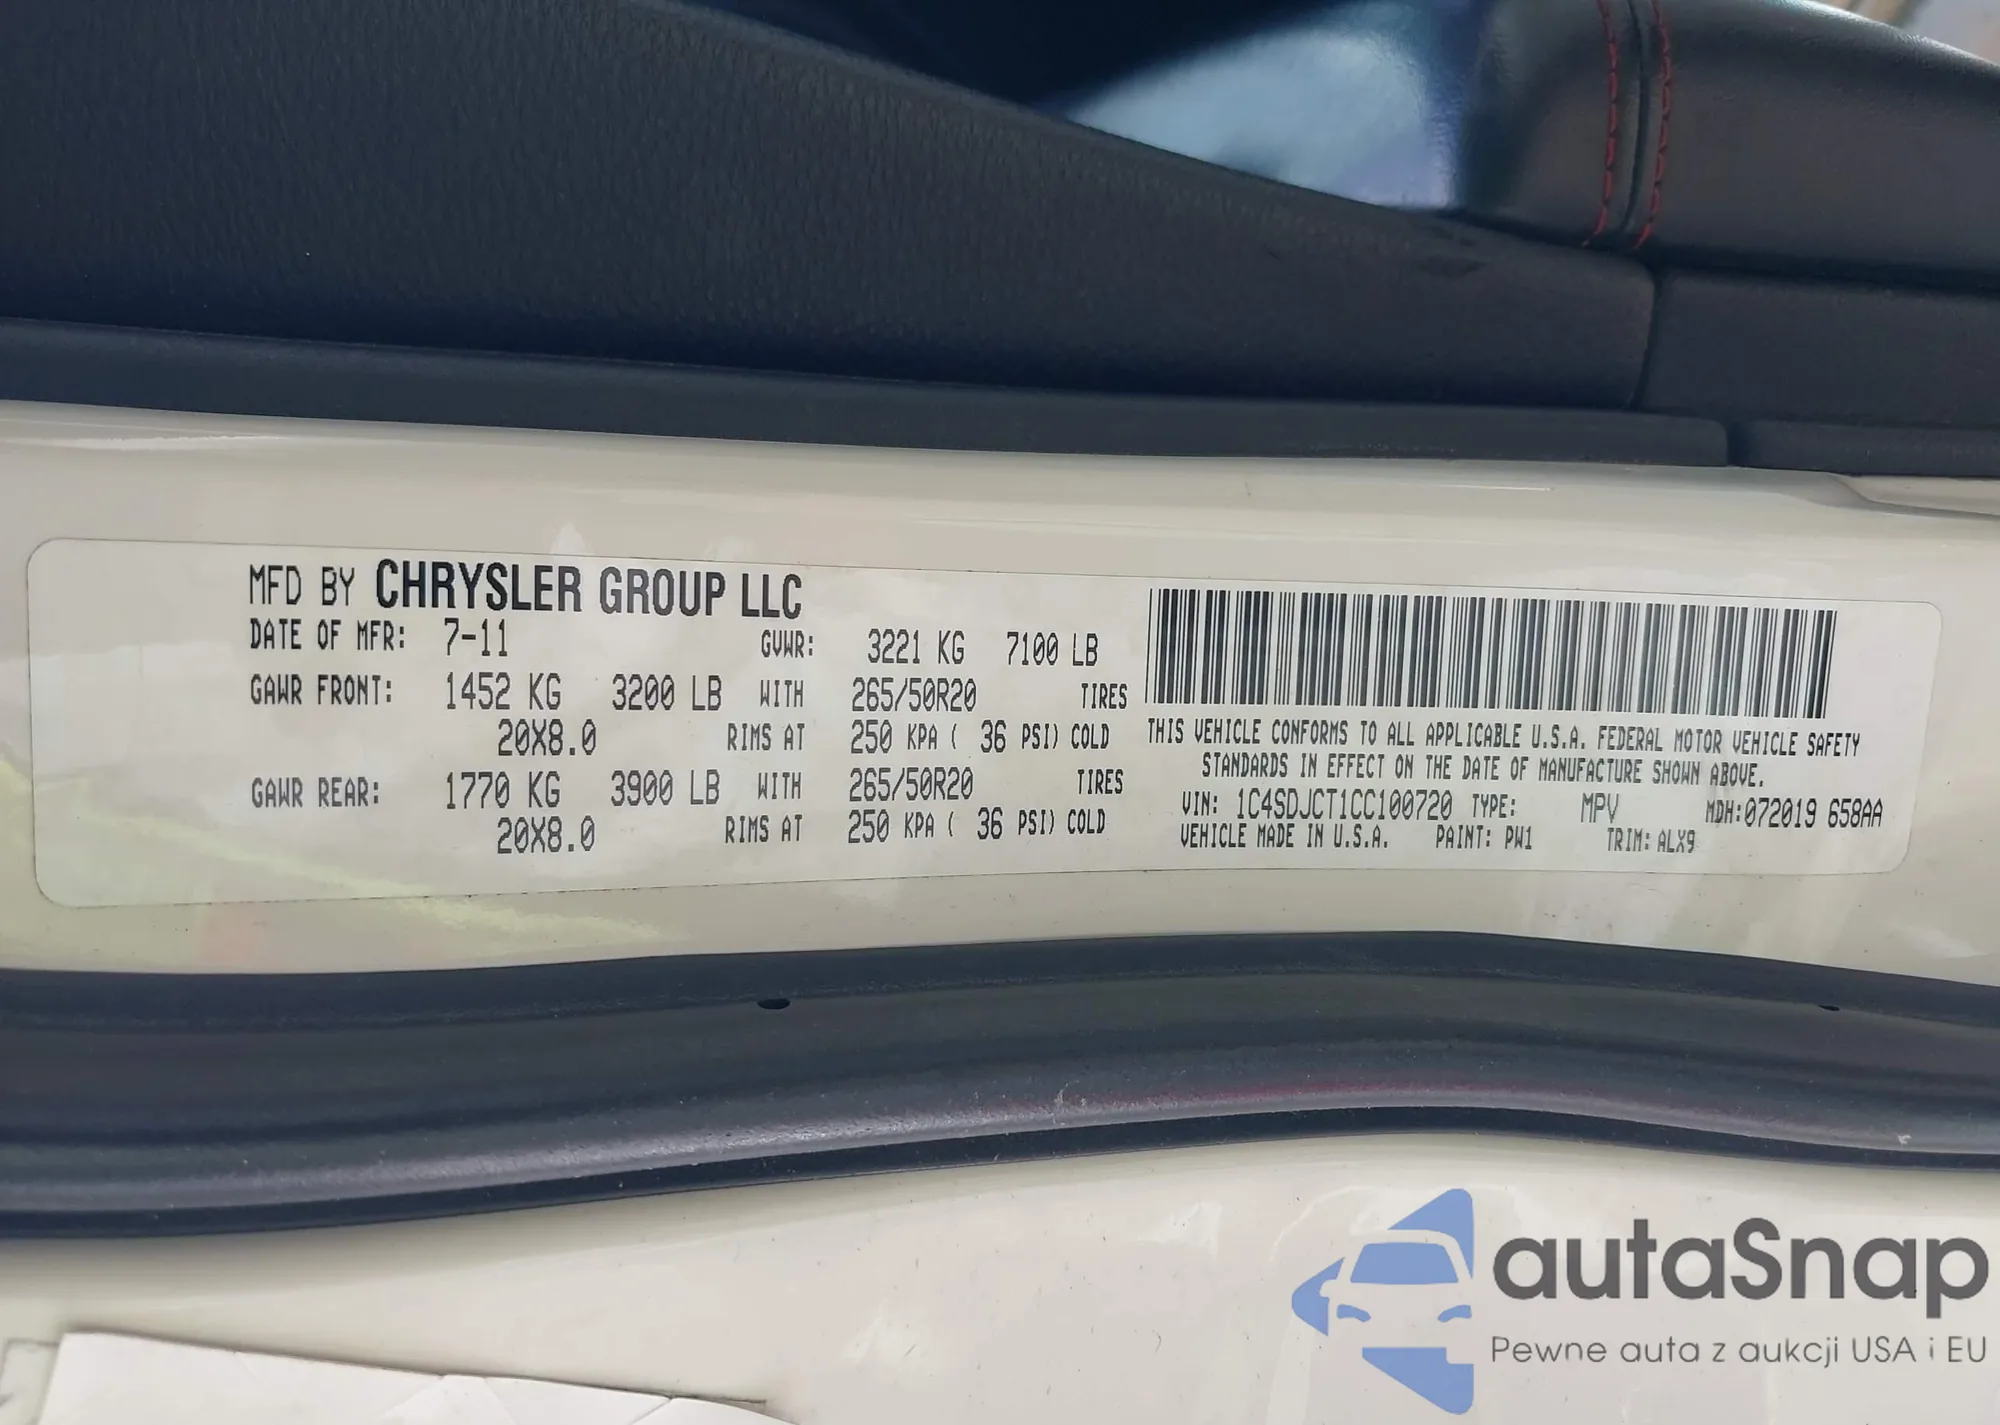 MFD BY CHRYSLER GROUP LLC
DATE OF MFR: 7-11 GVWR: 3221 KG 7100 LB
GAWR FRONT: 1452 KG 3200 LB WITH 265/50R20 TIRES
20X8.0 RIMS AT 250 KPA ( 36 PSI) COLD
GAWR REAR: 1770 KG 3900 LB WITH 265/50R20 TIRES
20X8.0 RIMS AT 250 KPA ( 36 PSI) COLD
THIS VEHICLE CONFORMS TO ALL APPLICABLE U.S.A. FEDERAL MOTOR VEHICLE SAFETY
STANDARDS IN EFFECT ON THE DATE OF MANUFACTURE SHOWN ABOVE.
VIN: 1C4SDJCT1CC100720 TYPE: MPV MDH:072019 658AA
VEHICLE MADE IN U.S.A. PAINT: PW1 TRIM: ALX9
autaSnap
Pewne auta z aukcji USA i EU